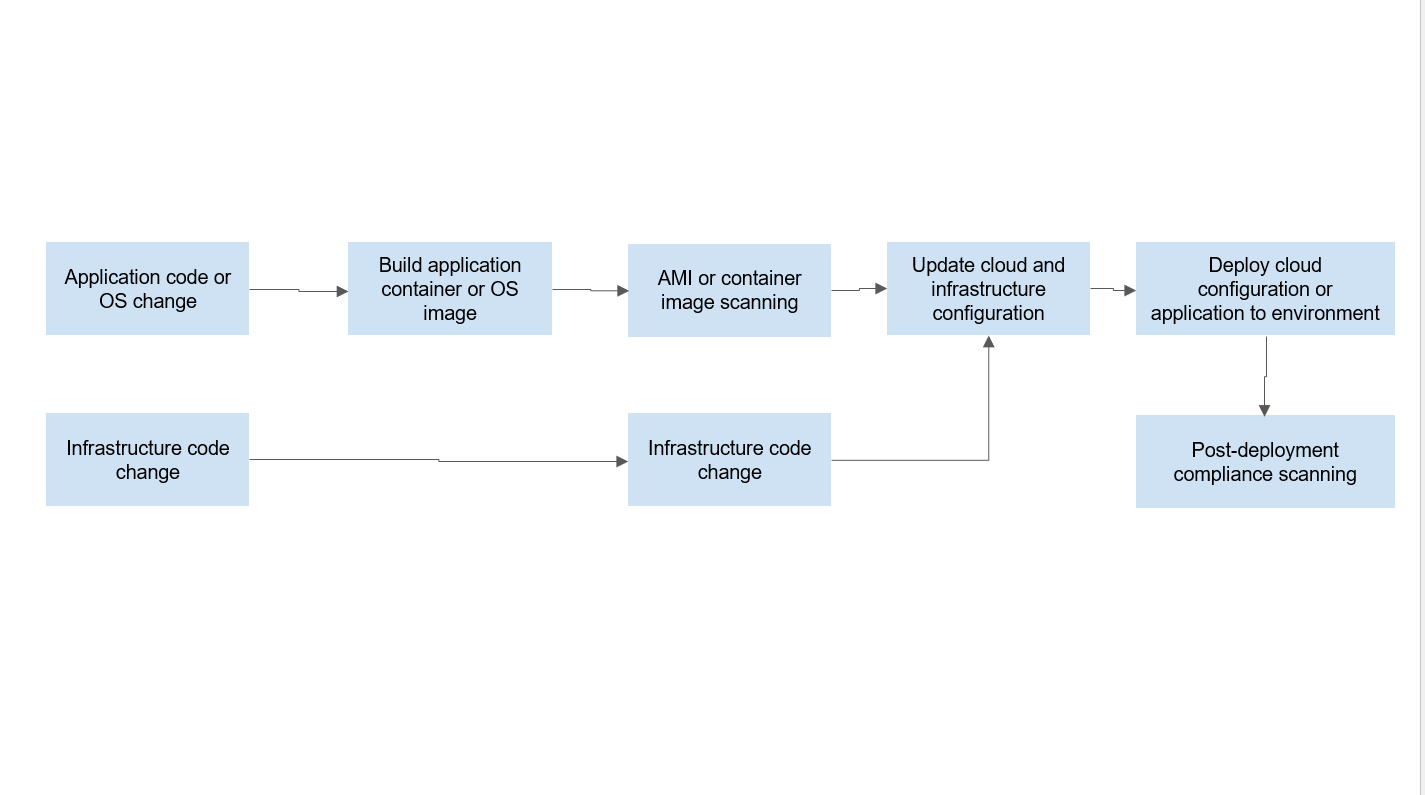 Application code or
OS change
Build application
container or OS
image
AMI or container
image scanning
Update cloud and
infrastructure
configuration
Deploy cloud
configuration or
application to environment
Infrastructure code
change
Infrastructure code
change
Post-deployment
compliance scanning